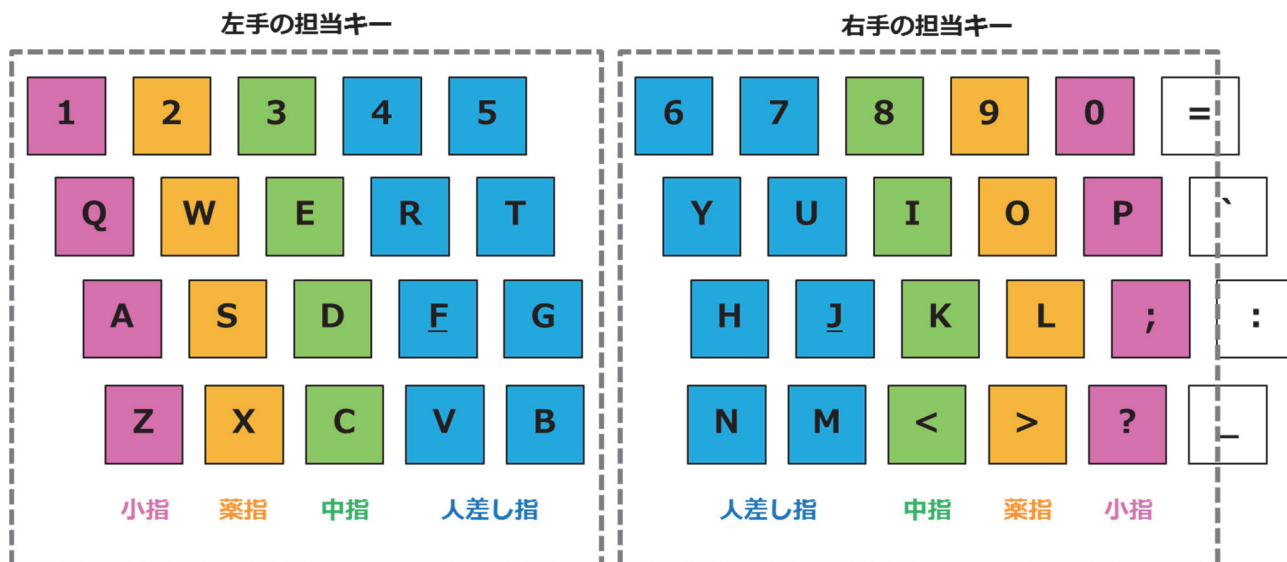 左手の担当キー 右手の担当キー
1 2 3 4 5 6 7 8 9 0 =
Q W E R T Y U I O P `
A S D F G H J K L ; :
Z X C V B N M < > ? _
小指 薬指 中指 人差し指 人差し指 中指 薬指 小指